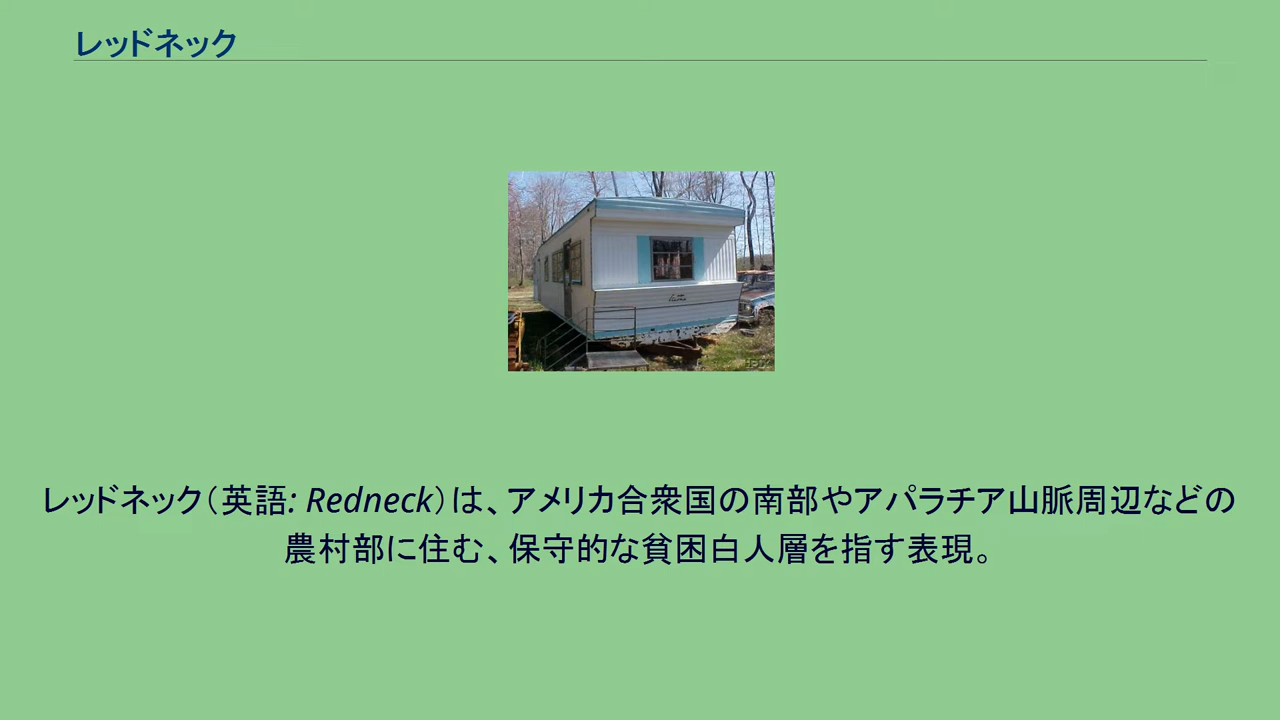 レッドネック
レッドネック（英語: Redneck）は、アメリカ合衆国の南部やアパラチア山脈周辺などの
農村部に住む、保守的な貧困白人層を指す表現。